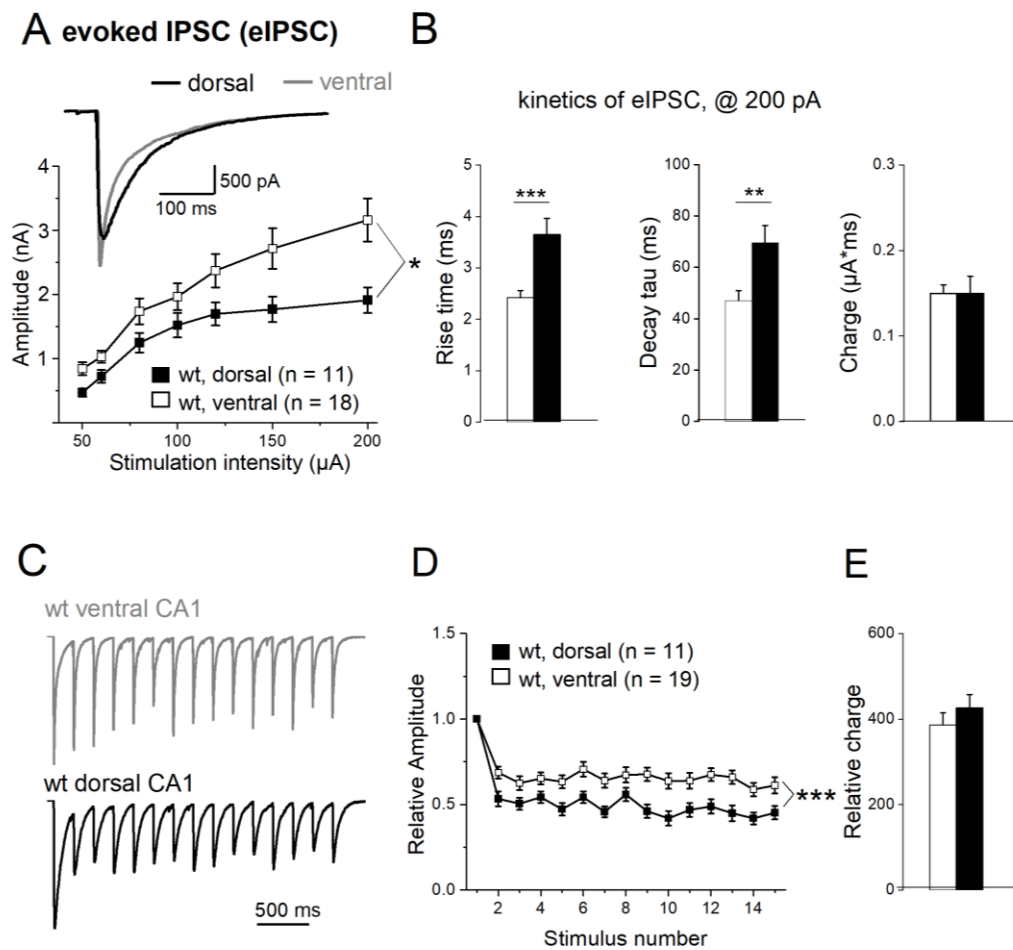 A evoked IPSC (eIPSC)
dorsal ventral
500 pA
100 ms
Amplitude (nA)
4
3
2
1
50 100 150 200
Stimulation intensity (µA)
*
wt, dorsal (n = 11)
wt, ventral (n = 18)
B
kinetics of eIPSC, @ 200 pA
Rise time (ms)
5
4
3
2
1
0
***
Decay tau (ms)
100
80
60
40
20
0
**
Charge (µA*ms)
0.3
0.2
0.1
0.0
C
wt ventral CA1
wt dorsal CA1
500 ms
D
Relative Amplitude
1.5
1.0
0.5
0.0
wt, dorsal (n = 11)
wt, ventral (n = 19)
***
2 4 6 8 10 12 14
Stimulus number
E
Relative charge
600
400
200
0